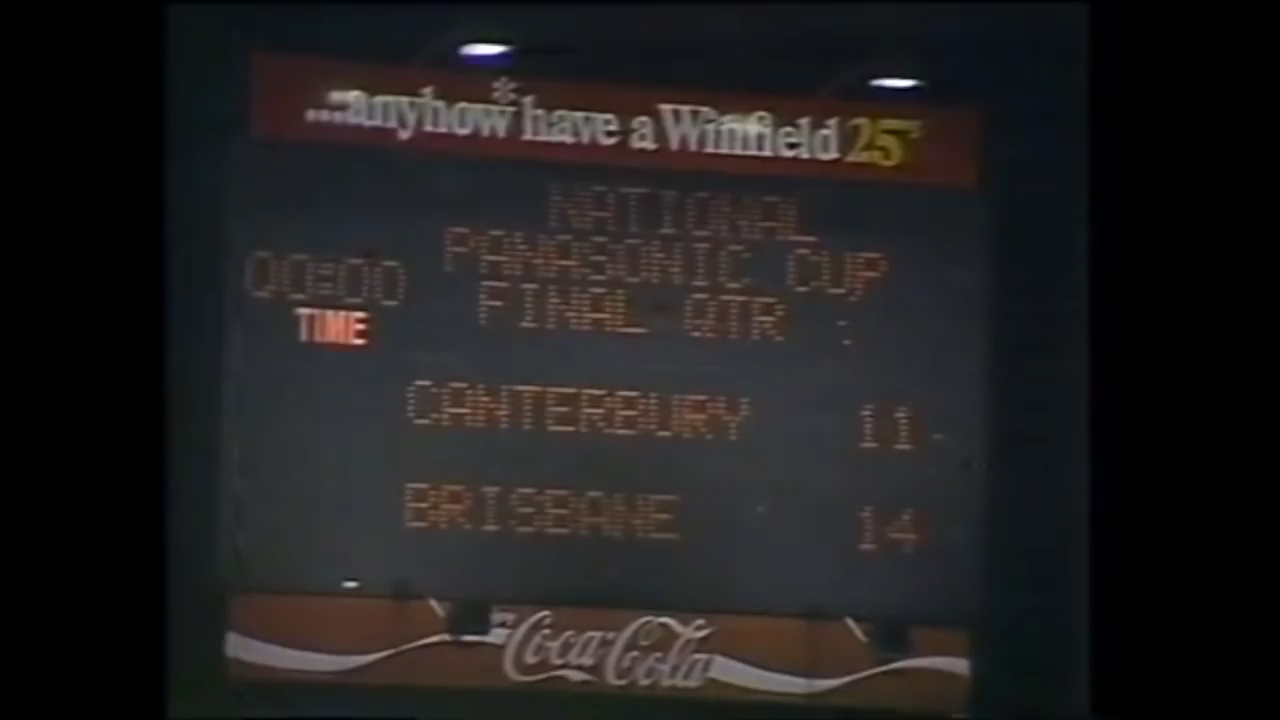 ...anyhow* have a Winfield 25's
NATIONAL
PANASONIC CUP
00:00
FINAL QTR :
TIME
CANTERBURY 11
BRISBANE 14
Coca-Cola